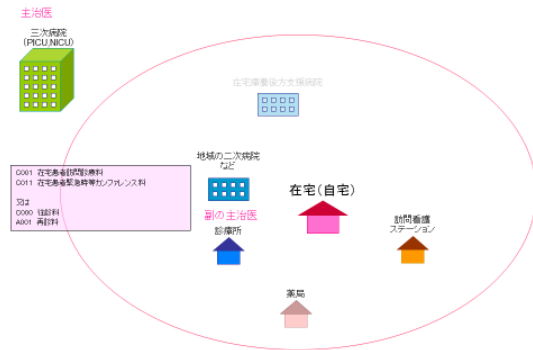 主治医
三次病院
(PICU,NICU)
在宅療養後方支援病院
地域の二次病院
など
C001 在宅患者訪問診療料
C011 在宅患者緊急時等カンファレンス料
又は
C000 往診料
A001 再診料
在宅(自宅)
副の主治医
診療所
訪問看護
ステーション
薬局